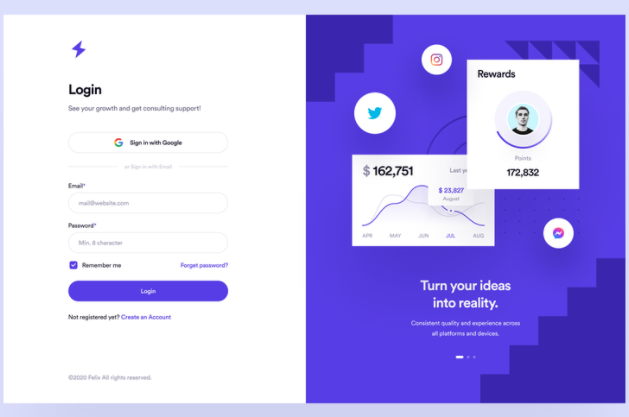 Login
See your growth and get consulting support!
Sign in with Google
or Sign in with Email
Email*
mail@website.com
Password*
Min. 8 character
Remember me
Forget password?
Login
Not registered yet? Create an Account
©2020 Felix All rights reserved.
Rewards
Points
172,832
$ 162,751
Last ye
$ 23,827
August
APR MAY JUN JUL AUG
Turn your ideas
into reality.
Consistent quality and experience across
all platforms and devices.